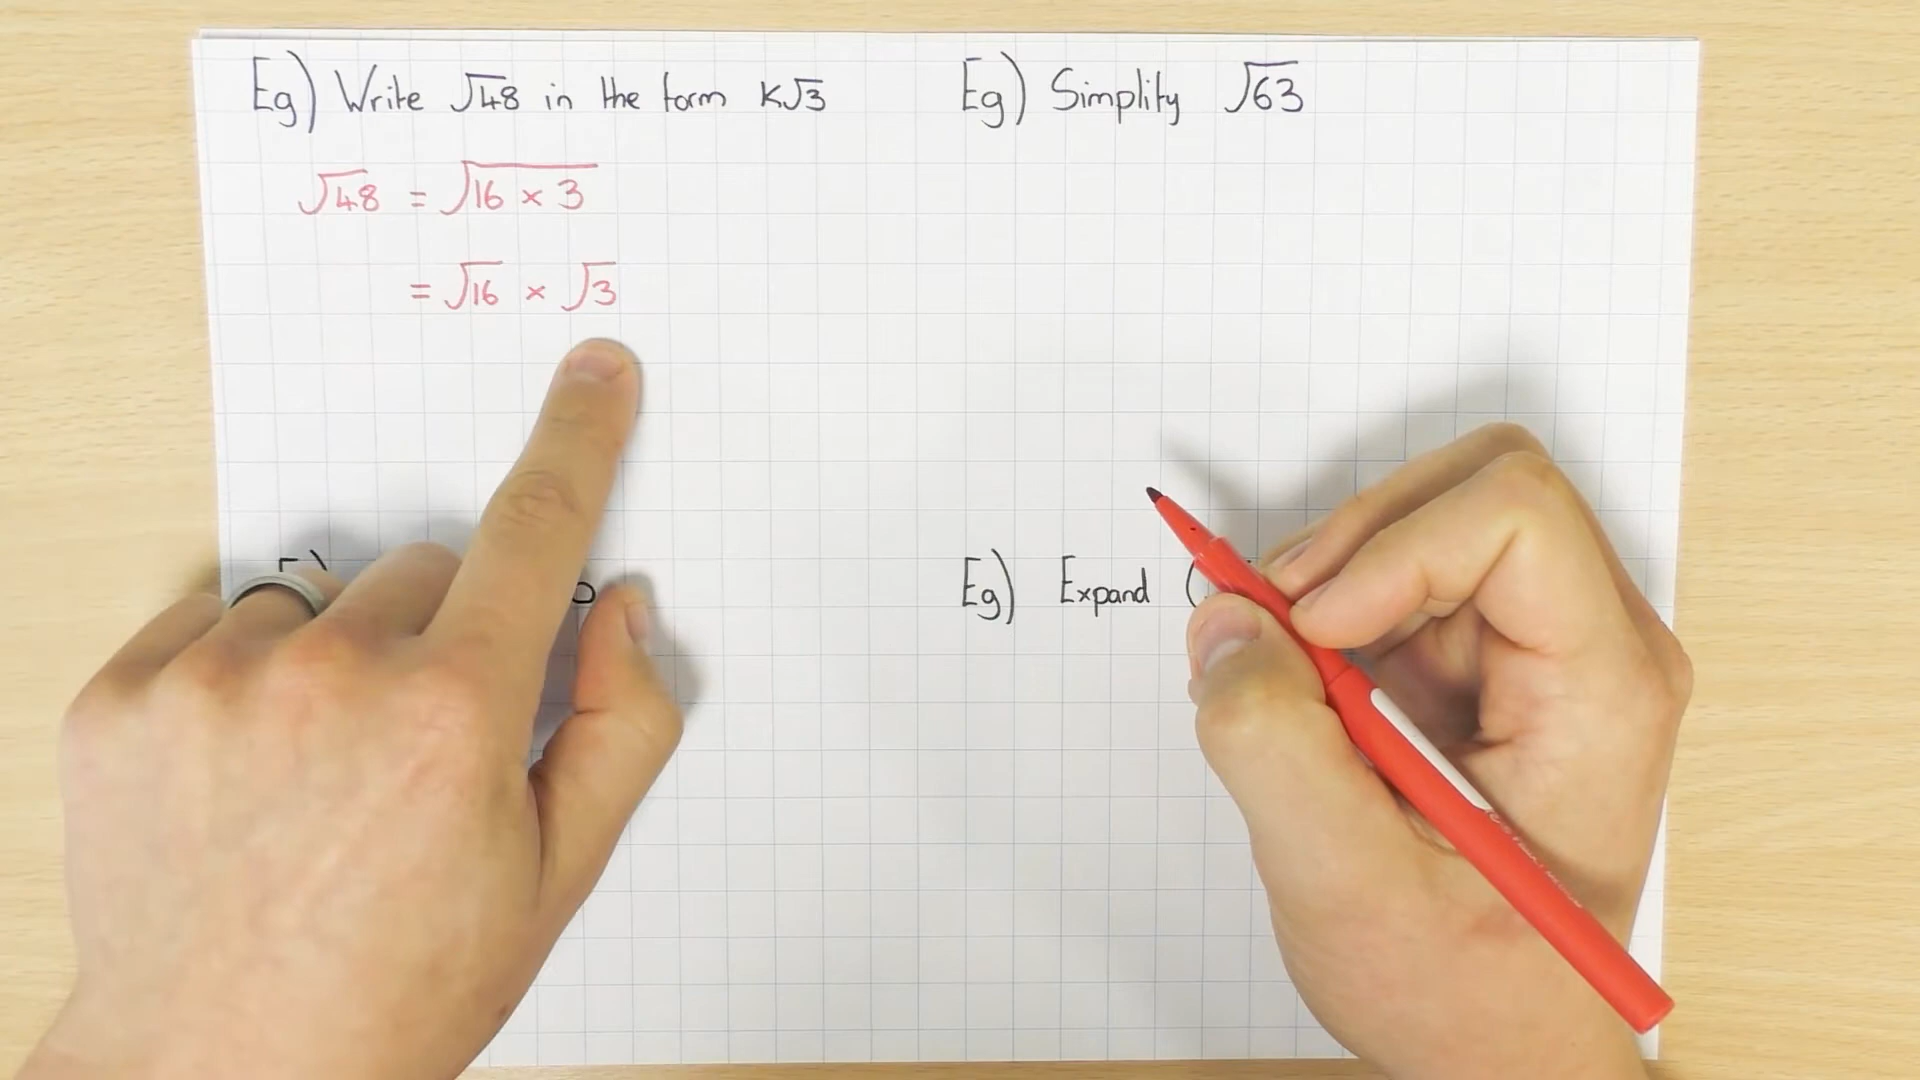 Eg) Write √48 in the form K√3
√48 = √16 × 3
= √16 × √3
Eg) Simplify √63
Eg) Expand (